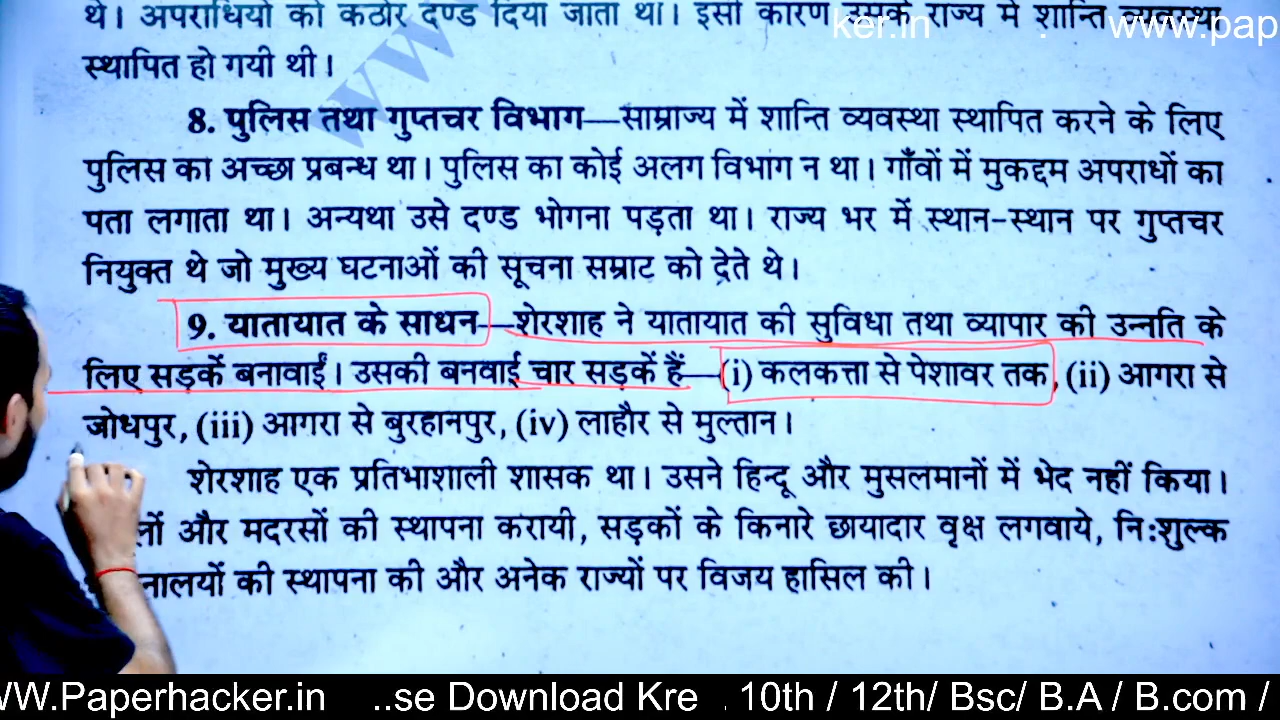 थे। अपराधियों को कठोर दण्ड दिया जाता था। इसी कारण उसके राज्य में शान्ति व्यवस्था
ker.in
www.pap
स्थापित हो गयी थी।
8. पुलिस तथा गुप्तचर विभाग—साम्राज्य में शान्ति व्यवस्था स्थापित करने के लिए
पुलिस का अच्छा प्रबन्ध था। पुलिस का कोई अलग विभाग न था। गाँवों में मुकद्दम अपराधों का
पता लगाता था। अन्यथा उसे दण्ड भोगना पड़ता था। राज्य भर में स्थान-स्थान पर गुप्तचर
नियुक्त थे जो मुख्य घटनाओं की सूचना सम्राट को देते थे।
9. यातायात के साधन—शेरशाह ने यातायात की सुविधा तथा व्यापार की उन्नति के
लिए सड़कें बनावाईं। उसकी बनवाई चार सड़कें हैं—(i) कलकत्ता से पेशावर तक, (ii) आगरा से
जोधपुर, (iii) आगरा से बुरहानपुर, (iv) लाहौर से मुल्तान।
शेरशाह एक प्रतिभाशाली शासक था। उसने हिन्दू और मुसलमानों में भेद नहीं किया।
और मदरसों की स्थापना करायी, सड़कों के किनारे छायादार वृक्ष लगवाये, निःशुल्क
की स्थापना की और अनेक राज्यों पर विजय हासिल की।
WW.Paperhacker.in ..se Download Kre . 10th / 12th/ Bsc/ B.A / B.com /